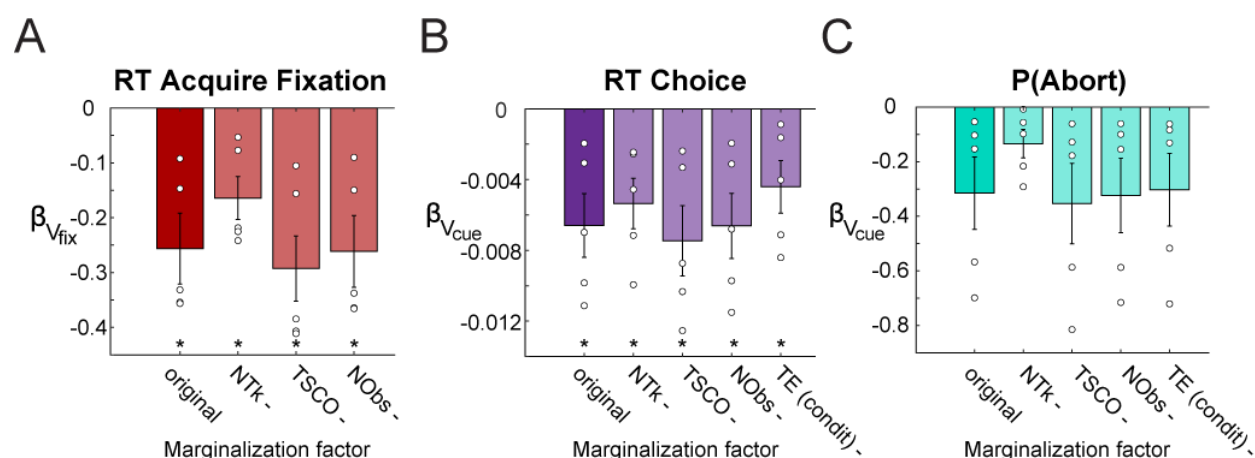 A
RT Acquire Fixation
0
-0.1
-0.2
-0.3
-0.4
βVfix
* * * *
original
NTk -
TSCO -
NObs -
Marginalization factor
B
RT Choice
0
-0.004
-0.008
-0.012
βVcue
* * * * *
original
NTk -
TSCO -
NObs -
TE (condit) -
Marginalization factor
C
P(Abort)
0
-0.2
-0.4
-0.6
-0.8
βVcue
original
NTk -
TSCO -
NObs -
TE (condit) -
Marginalization factor